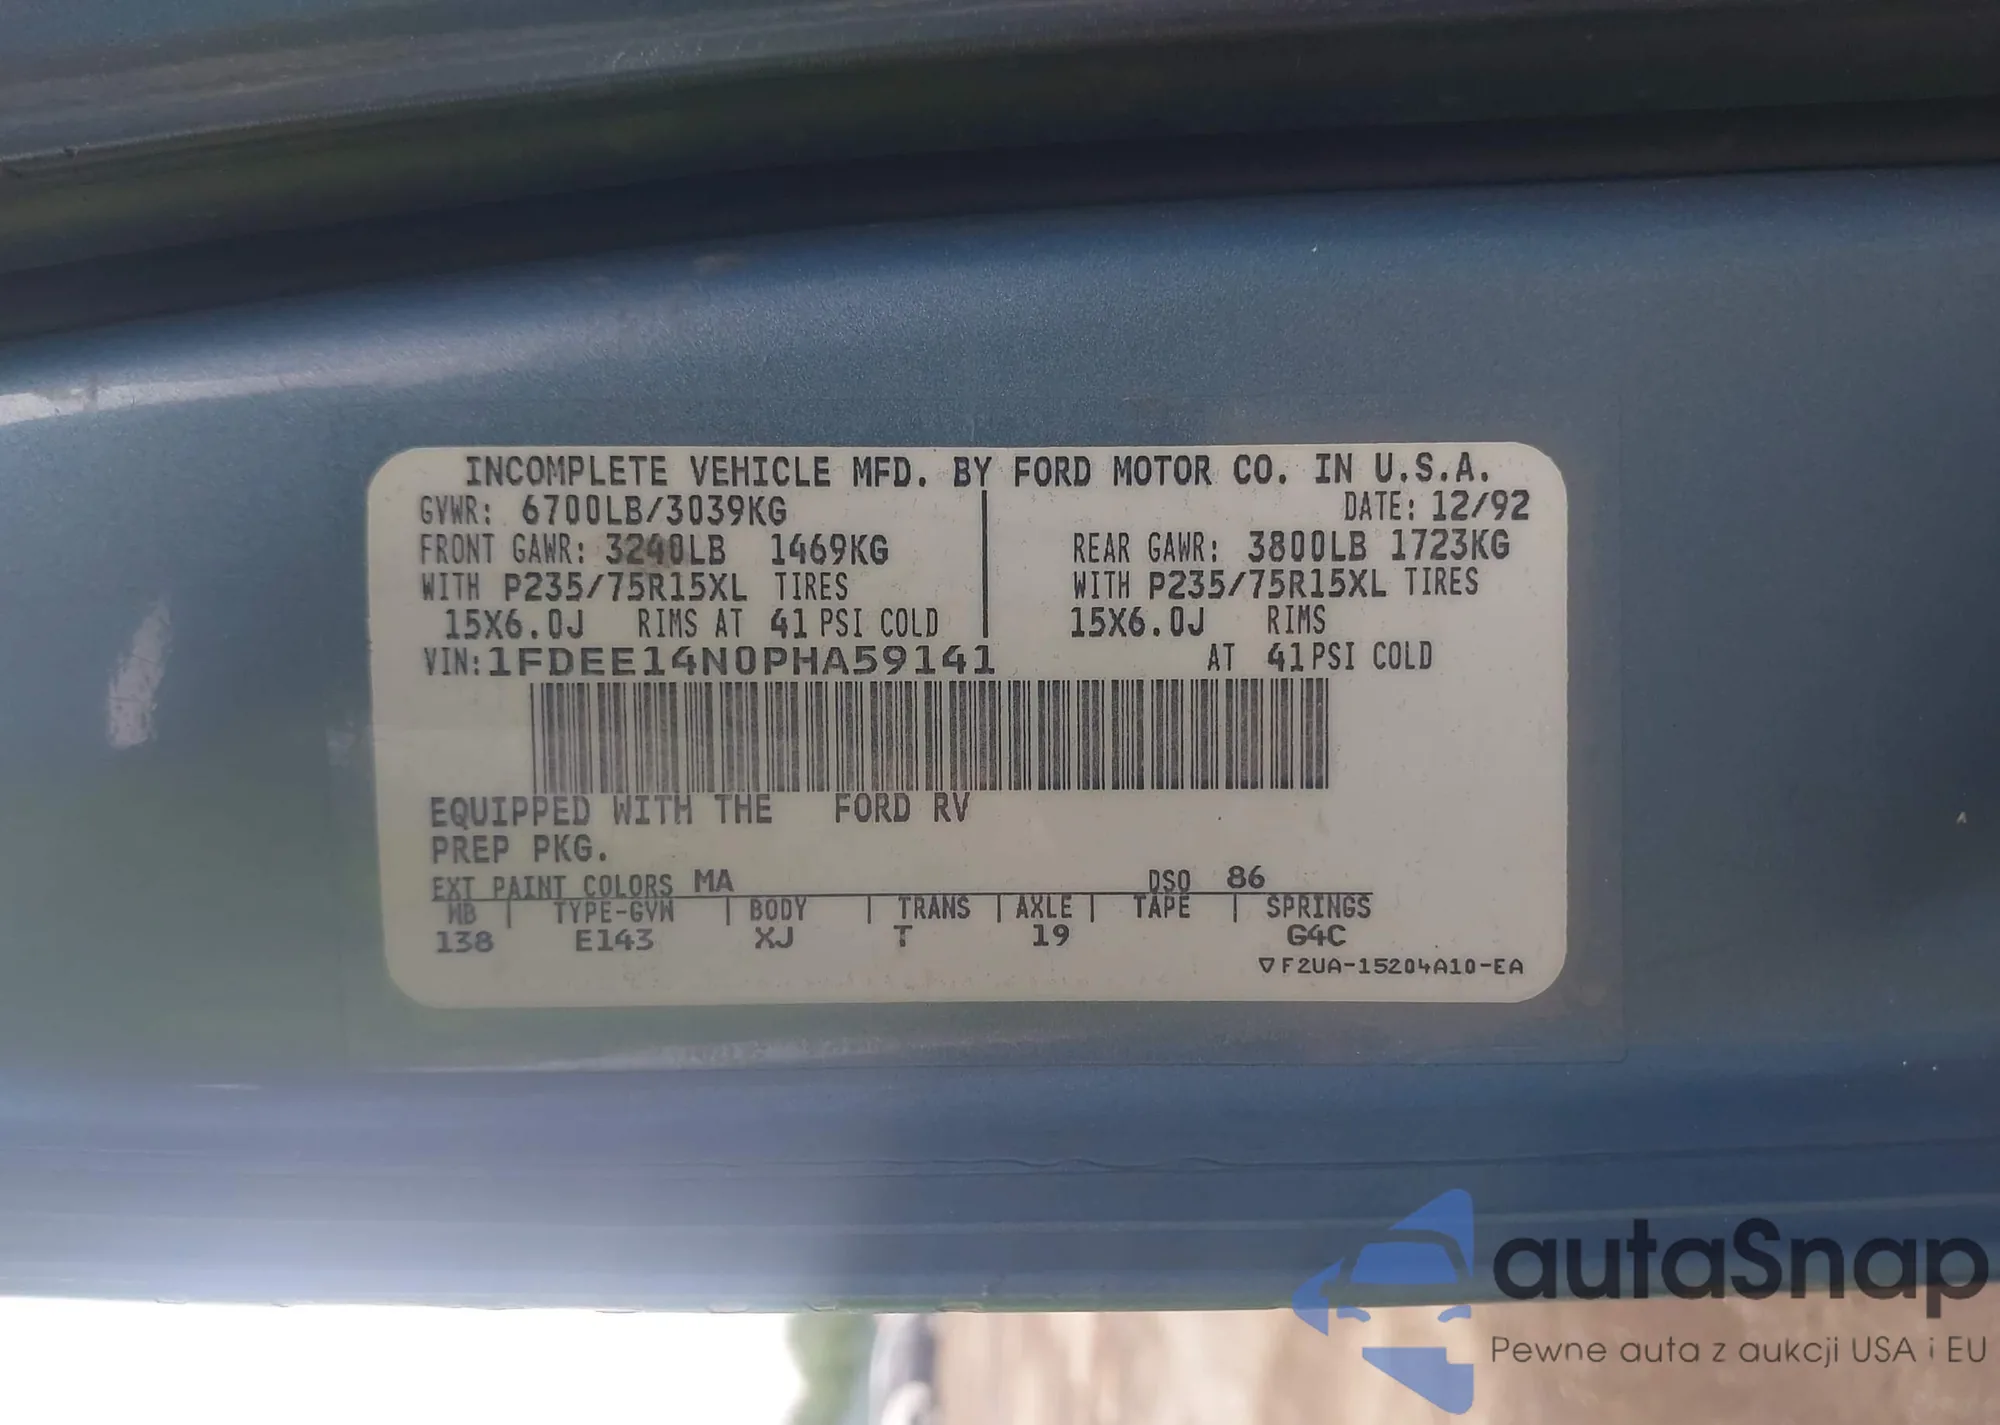 INCOMPLETE VEHICLE MFD. BY FORD MOTOR CO. IN U.S.A.
GVWR: 6700LB/3039KG DATE: 12/92
FRONT GAWR: 3240LB 1469KG REAR GAWR: 3800LB 1723KG
WITH P235/75R15XL TIRES WITH P235/75R15XL TIRES
15X6.0J RIMS AT 41 PSI COLD 15X6.0J RIMS
VIN: 1FDEE14N0PHA59141 AT 41 PSI COLD
EQUIPPED WITH THE FORD RV
PREP PKG.
EXT PAINT COLORS MA DSO 86
WB | TYPE-GVW | BODY | TRANS | AXLE | TAPE | SPRINGS
138 E143 XJ T 19 G4C
▽F2UA-15204A10-EA
autaSnap
Pewne auta z aukcji USA i EU